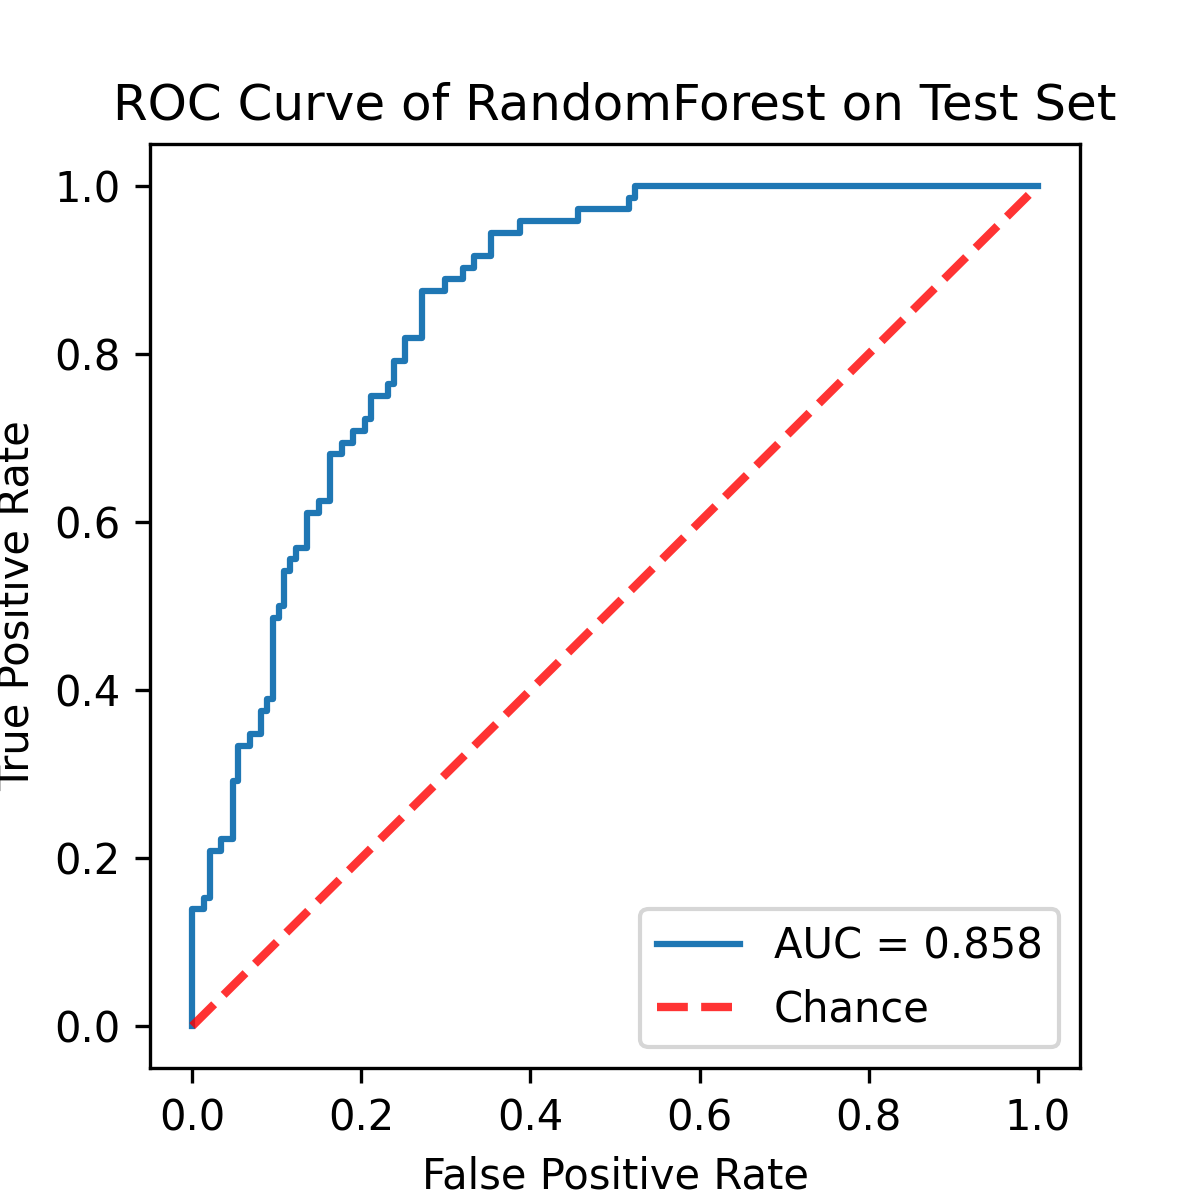 ROC Curve of RandomForest on Test Set
True Positive Rate
1.0
0.8
0.6
0.4
0.2
0.0
AUC = 0.858
Chance
0.0 0.2 0.4 0.6 0.8 1.0
False Positive Rate